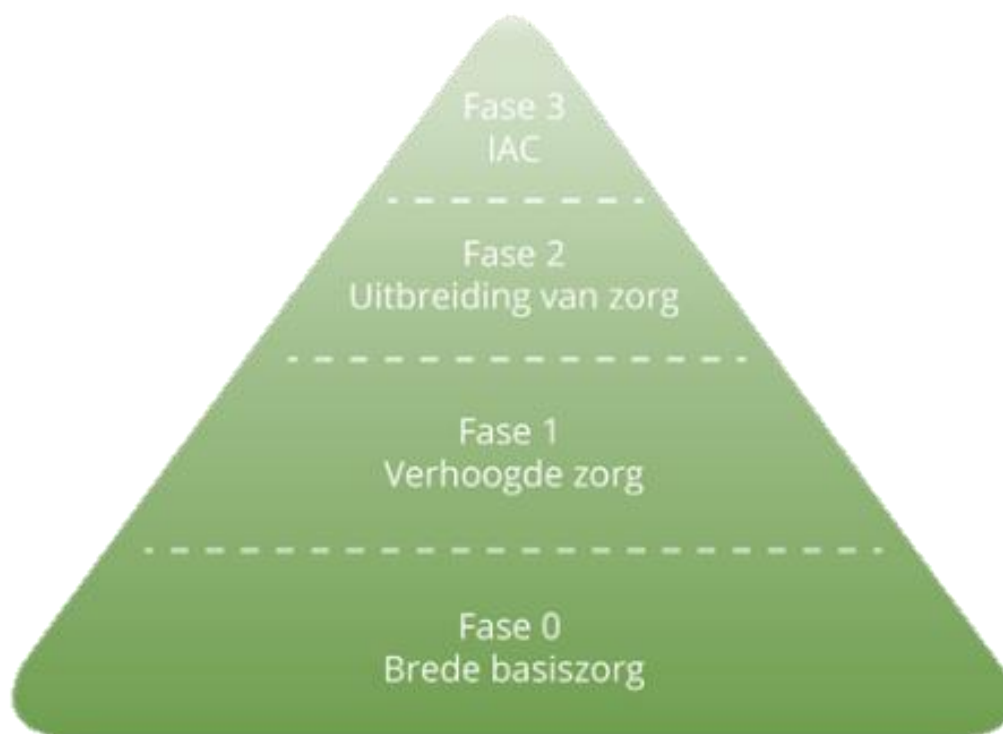 Fase 3
IAC
Fase 2
Uitbreiding van zorg
Fase 1
Verhoogde zorg
Fase 0
Brede basiszorg